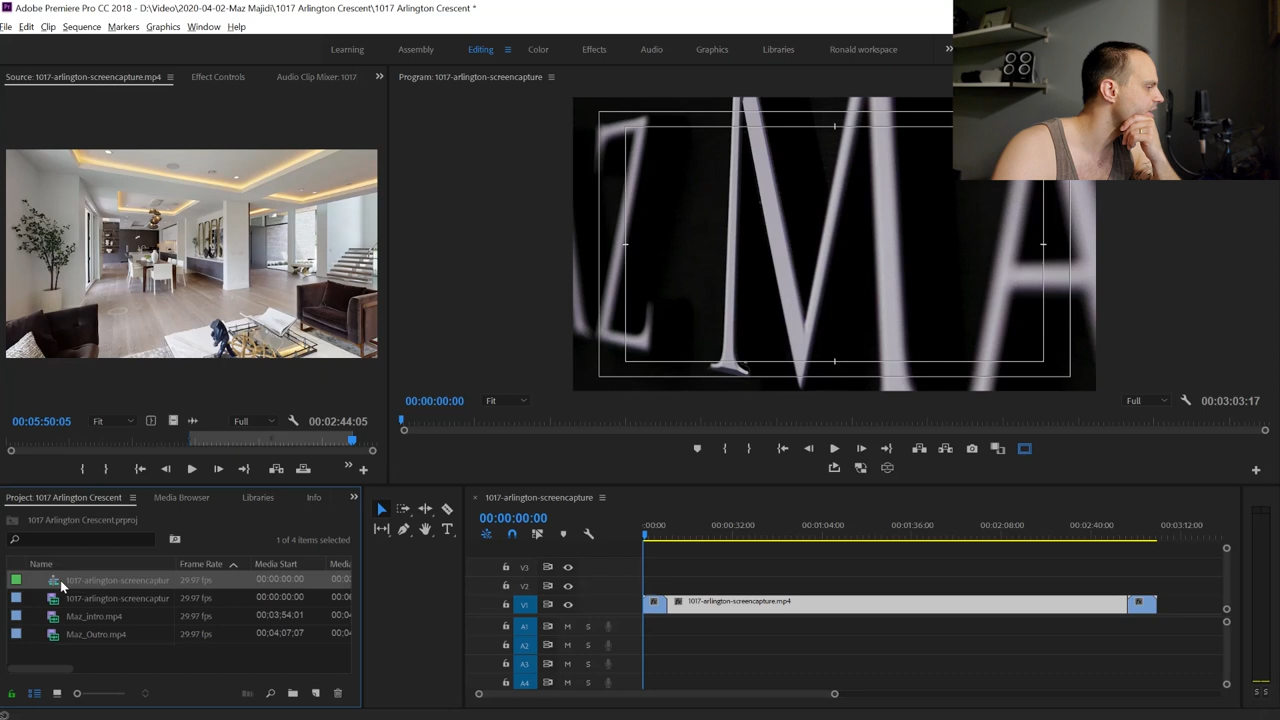 Adobe Premiere Pro CC 2018 - D:\Video\2020-04-02-Maz Majidi\1017 Arlington Crescent\1017 Arlington Crescent *
File Edit Clip Sequence Markers Graphics Window Help
Learning Assembly Editing Color Effects Audio Graphics Libraries Ronald workspace
Source: 1017-arlington-screencapture.mp4 Effect Controls Audio Clip Mixer: 1017
Program: 1017-arlington-screencapture
Z M A
00:05:50:05 Fit Full 00:02:44:05
00:00:00:00 Fit Full 00:03:03:17
Project: 1017 Arlington Crescent Media Browser Libraries Info
1017 Arlington Crescent.prproj
1 of 4 items selected
Name Frame Rate Media Start Media
1017-arlington-screencaptur 29.97 fps 00:00:00:00 00:0
1017-arlington-screencaptur 29.97 fps 00:00:00:00 00:0
Maz_intro.mp4 29.97 fps 00:03:54:01 00:0
Maz_Outro.mp4 29.97 fps 00:04:07:07 00:0
1017-arlington-screencapture
00:00:00:00
:00:00 00:00:32:00 00:01:04:00 00:01:36:00 00:02:08:00 00:02:40:00 00:03:12:00
V3
V2
V1 1017-arlington-screencapture.mp4
A1 M S
A2 M S
A3 M S
A4 M S
S S